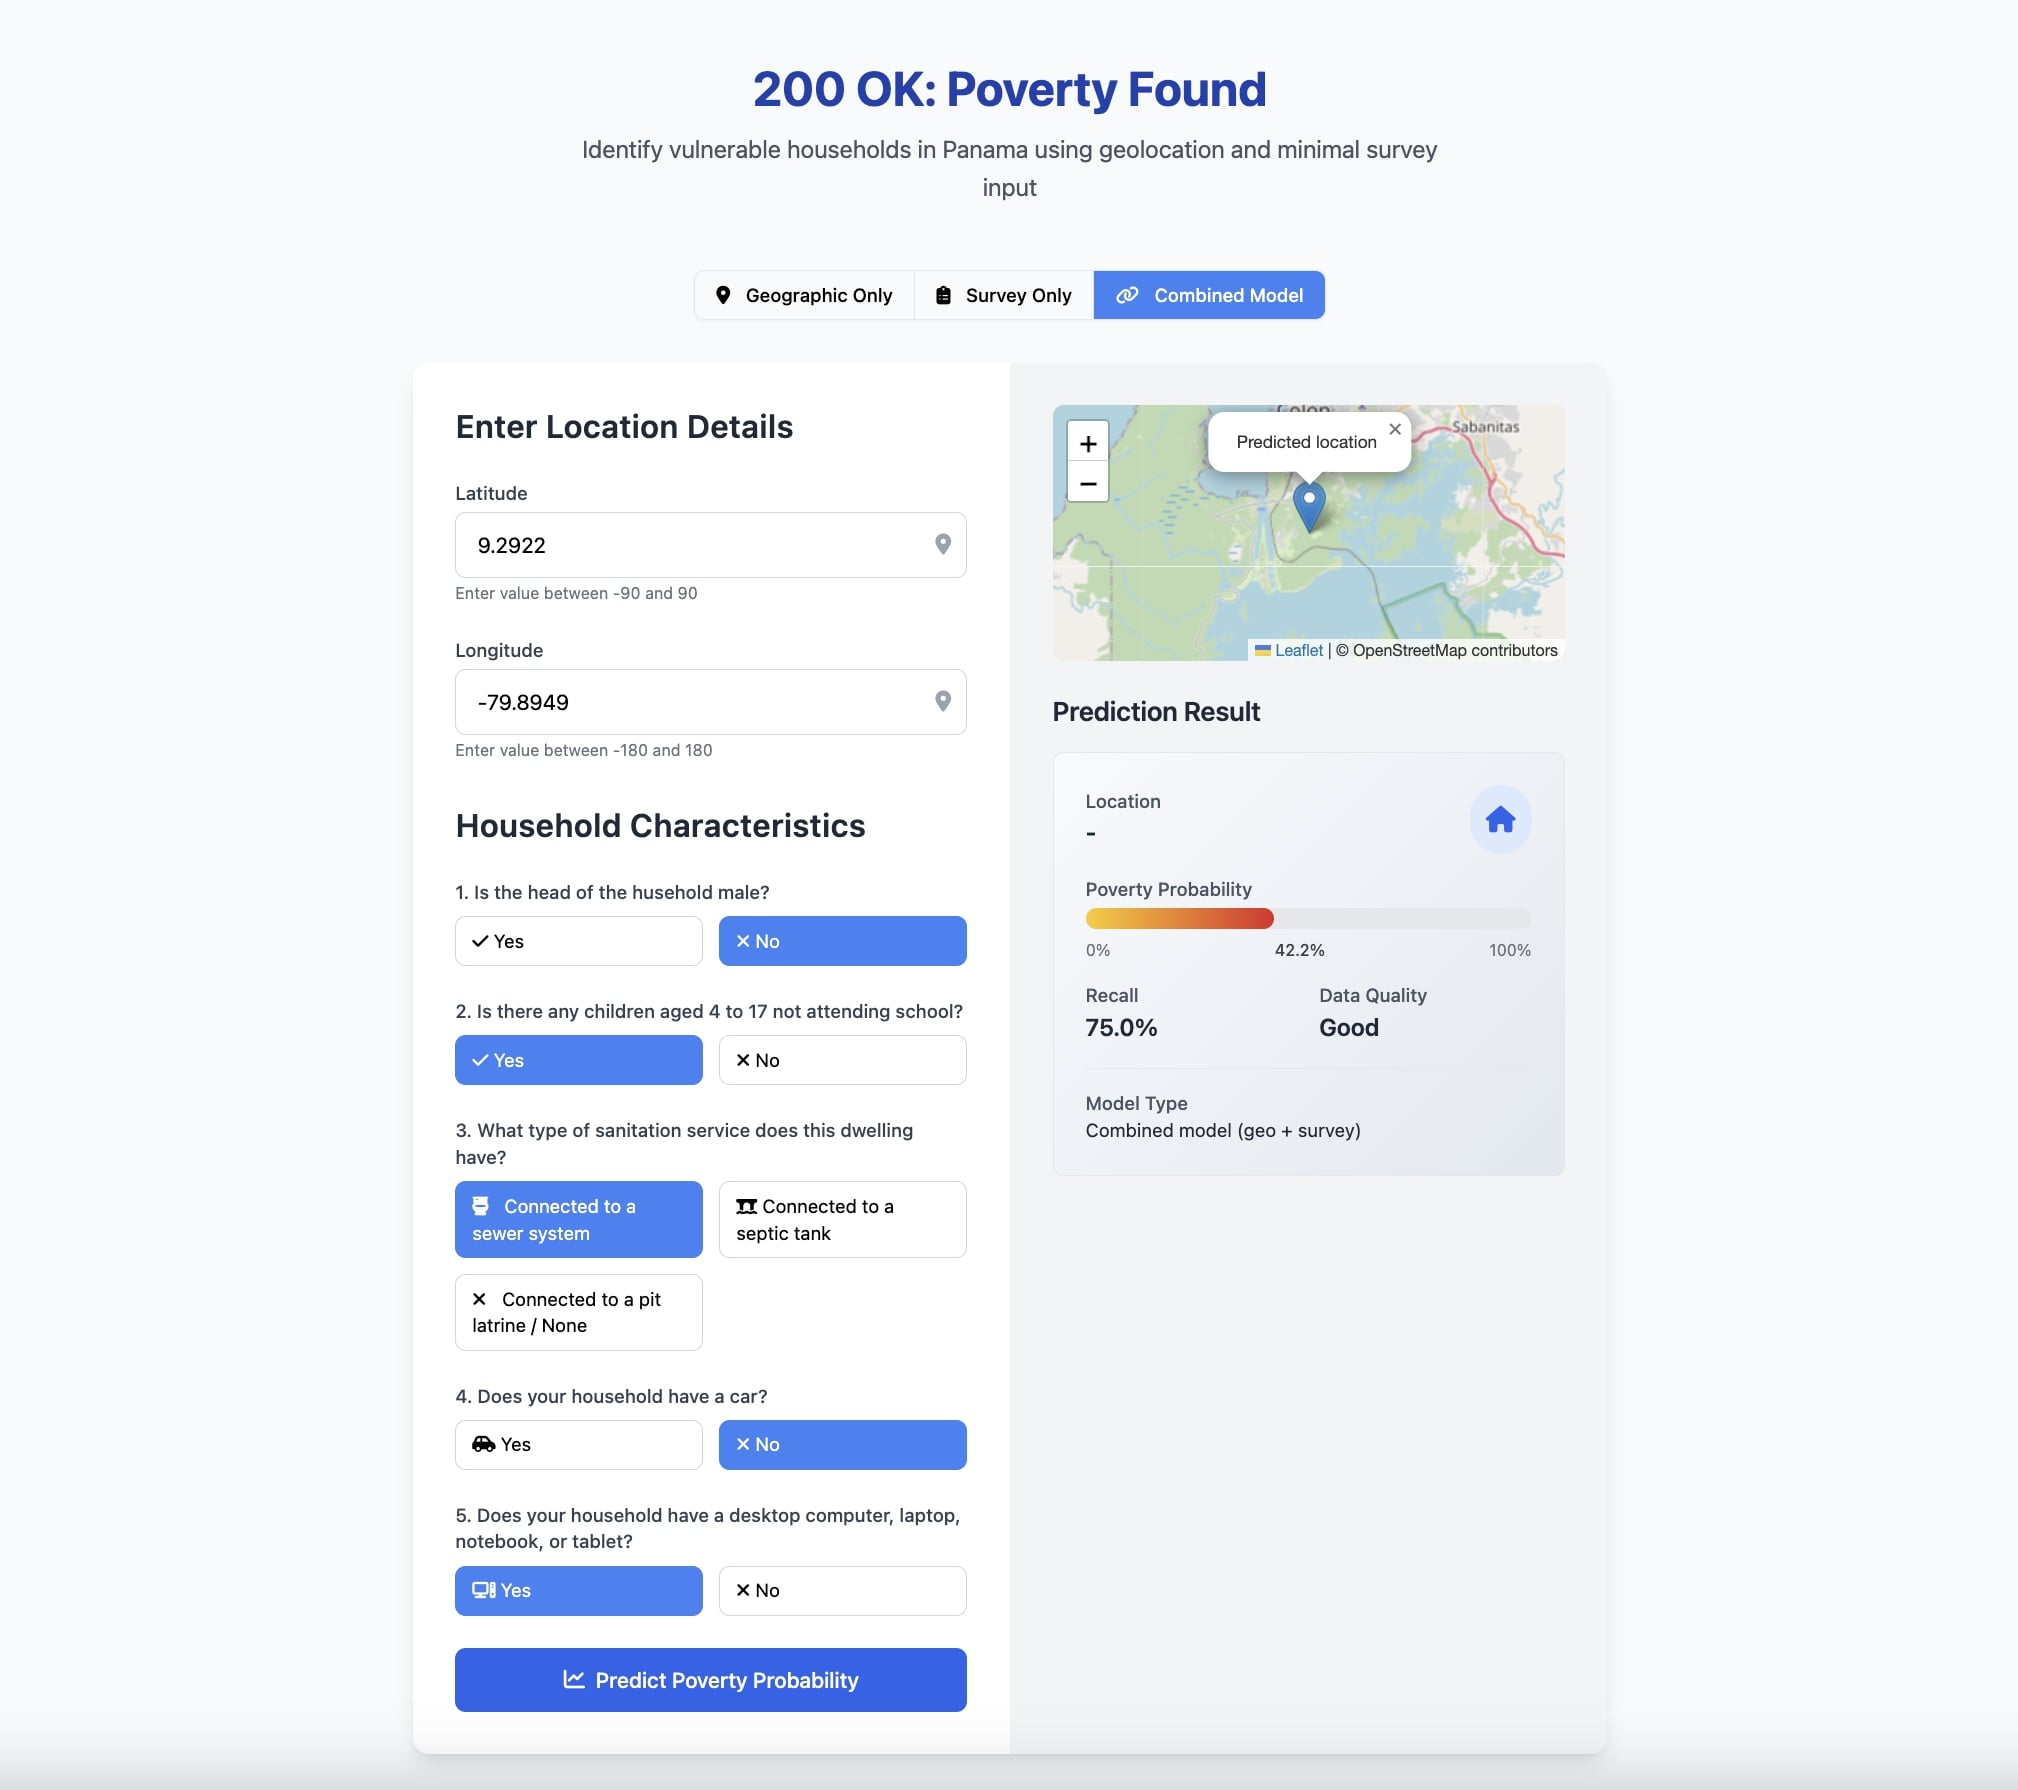 200 OK: Poverty Found
Identify vulnerable households in Panama using geolocation and minimal survey
input
Geographic Only
Survey Only
Combined Model
Enter Location Details
Latitude
9.2922
Enter value between -90 and 90
Longitude
-79.8949
Enter value between -180 and 180
Household Characteristics
1. Is the head of the husehold male?
Yes
No
2. Is there any children aged 4 to 17 not attending school?
Yes
No
3. What type of sanitation service does this dwelling
have?
Connected to a
sewer system
Connected to a
septic tank
Connected to a pit
latrine / None
4. Does your household have a car?
Yes
No
5. Does your household have a desktop computer, laptop,
notebook, or tablet?
Yes
No
Predict Poverty Probability
+
−
Predicted location
×
Sabanitas
Leaflet | © OpenStreetMap contributors
Prediction Result
Location
-
Poverty Probability
0%
42.2%
100%
Recall
75.0%
Data Quality
Good
Model Type
Combined model (geo + survey)